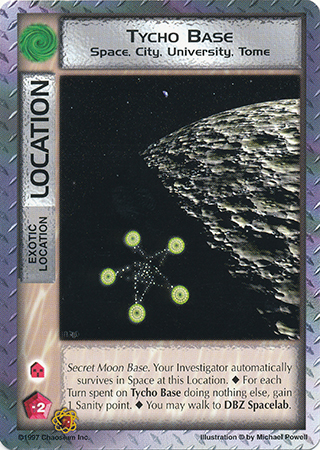 TYCHO BASE
Space, City, University, Tome
LOCATION
EXOTIC
LOCATION
Secret Moon Base. Your Investigator automatically
survives in Space at this Location. ◆ For each
Turn spent on Tycho Base doing nothing else, gain
1 Sanity point. ◆ You may walk to DBZ Spacelab.
-2
©1997 Chaosium Inc.
Illustration © by Michael Powell